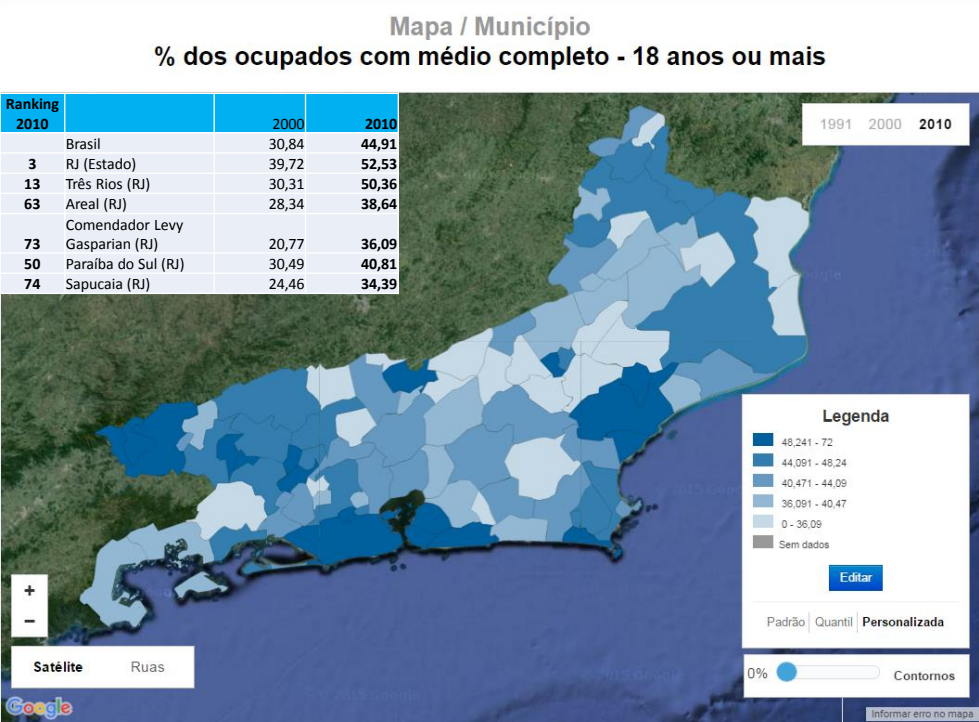 Mapa / Município
% dos ocupados com médio completo - 18 anos ou mais
Ranking 2010 2000 2010
Brasil 30,84 44,91
3 RJ (Estado) 39,72 52,53
13 Três Rios (RJ) 30,31 50,36
63 Areal (RJ) 28,34 38,64
73 Comendador Levy Gasparian (RJ) 20,77 36,09
50 Paraíba do Sul (RJ) 30,49 40,81
74 Sapucaia (RJ) 24,46 34,39
1991 2000 2010
Legenda
48,241 - 72
44,091 - 48,24
40,471 - 44,09
36,091 - 40,47
0 - 36,09
Sem dados
Editar
Padrão Quantil Personalizada
0% Contornos
+
−
Satélite Ruas
Google
Informar erro no mapa